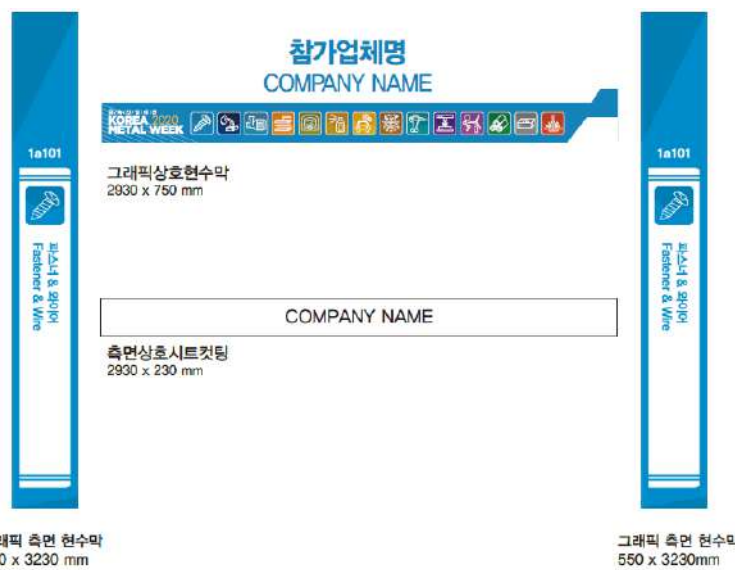 참가업체명
COMPANY NAME
KOREA 2020
METAL WEEK
그래픽상호현수막
2930 x 750 mm
1a101
파스너 & 와이어
Fastener & Wire
1a101
파스너 & 와이어
Fastener & Wire
COMPANY NAME
측면상호시트컷팅
2930 x 230 mm
래픽 측면 현수막
0 x 3230 mm
그래픽 측면 현수막
550 x 3230mm